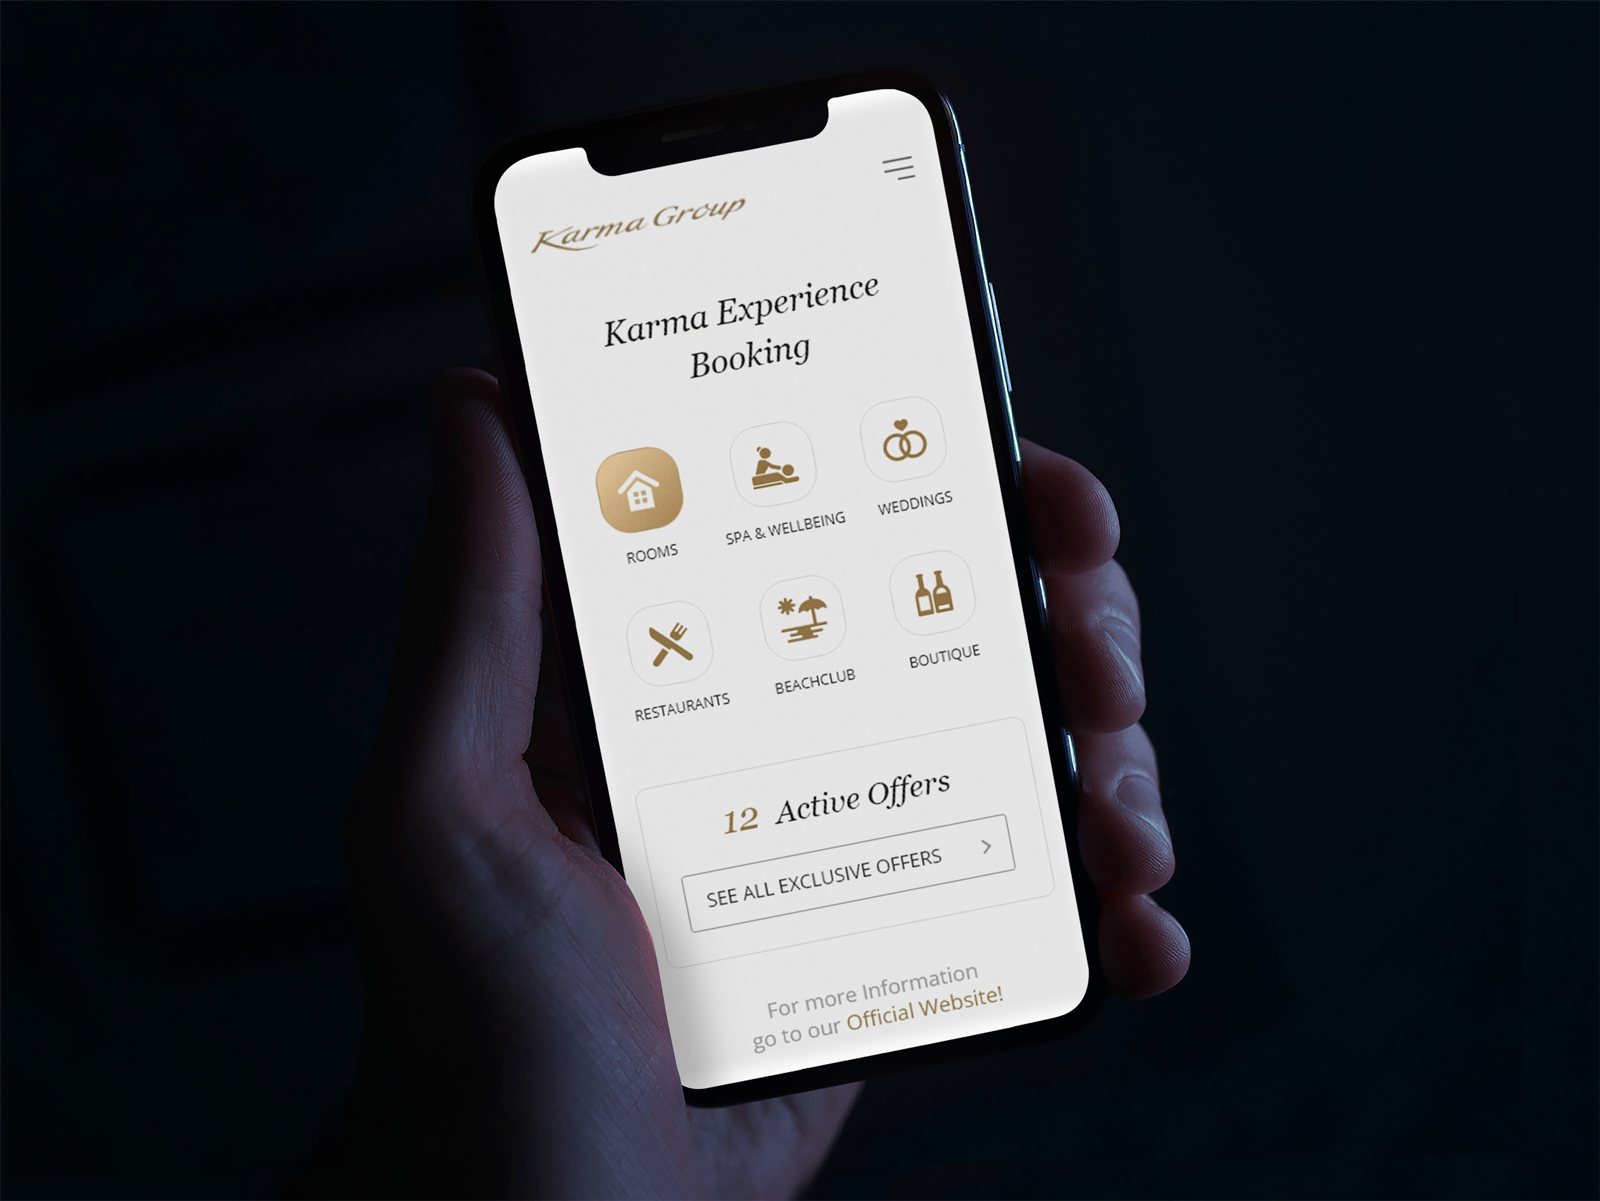 Karma Group
Karma Experience
Booking
ROOMS
SPA & WELLBEING
WEDDINGS
RESTAURANTS
BEACHCLUB
BOUTIQUE
12 Active Offers
SEE ALL EXCLUSIVE OFFERS
For more Information
go to our Official Website!